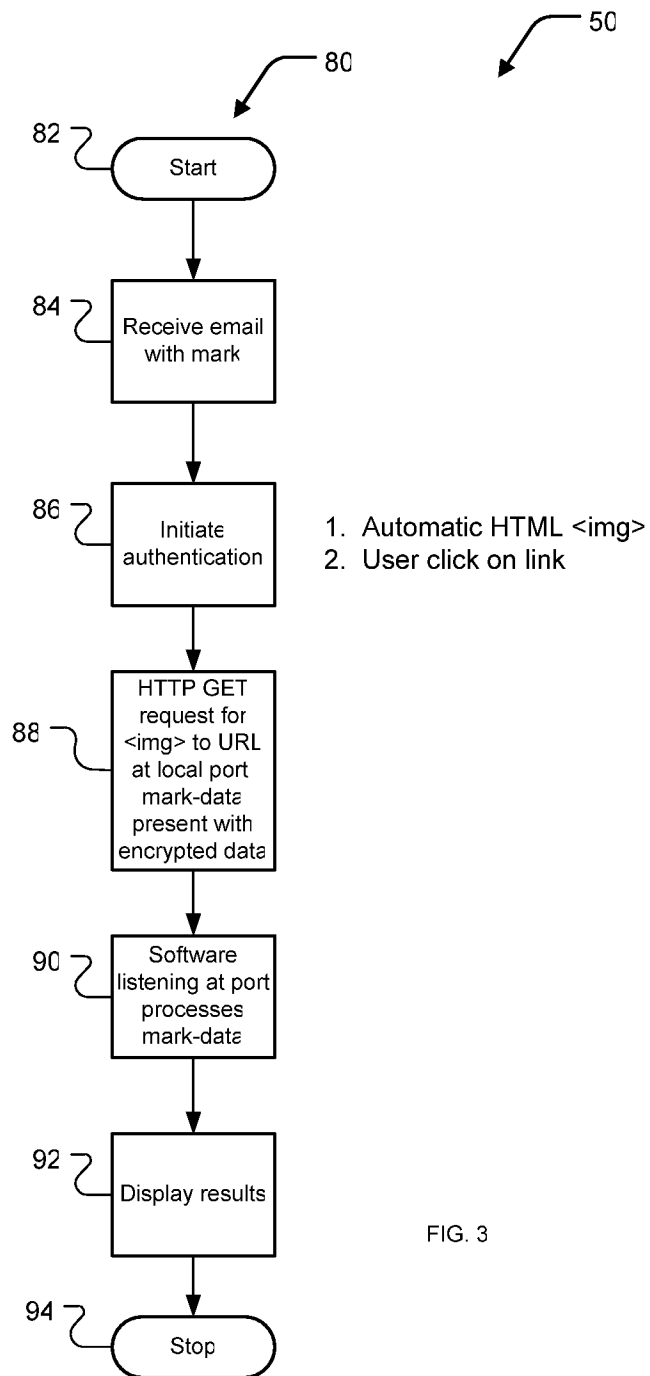 50
80
82
Start
84
Receive email
with mark
86
Initiate
authentication
1. Automatic HTML <img>
2. User click on link
88
HTTP GET
request for
<img> to URL
at local port
mark-data
present with
encrypted data
90
Software
listening at port
processes
mark-data
92
Display results
FIG. 3
94
Stop